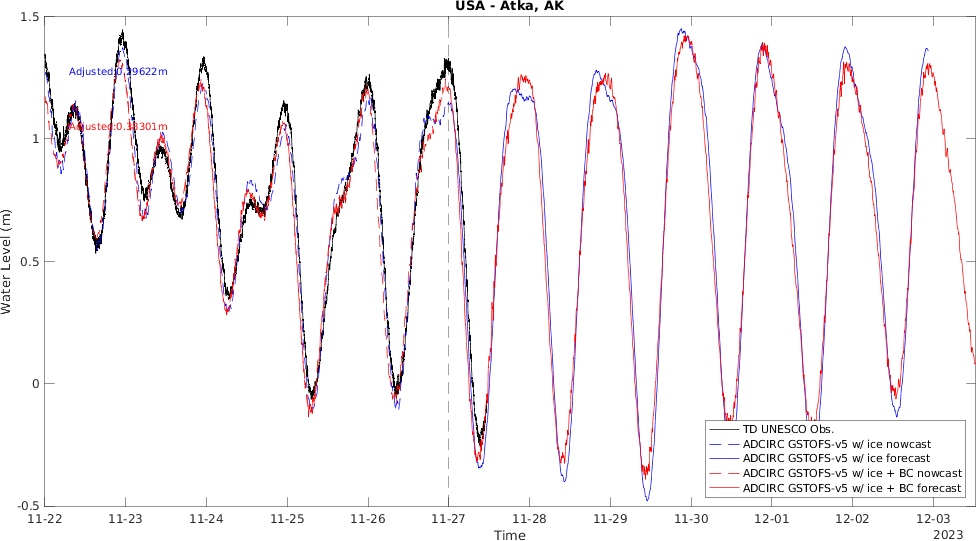 USA - Atka, AK
1.5
Adjusted:0.29622m
Adjusted:0.33301m
1
0.5
0
-0.5
Water Level (m)
TD UNESCO Obs.
ADCIRC GSTOFS-v5 w/ ice nowcast
ADCIRC GSTOFS-v5 w/ ice forecast
ADCIRC GSTOFS-v5 w/ ice + BC nowcast
ADCIRC GSTOFS-v5 w/ ice + BC forecast
11-22 11-23 11-24 11-25 11-26 11-27 11-28 11-29 11-30 12-01 12-02 12-03
Time
2023